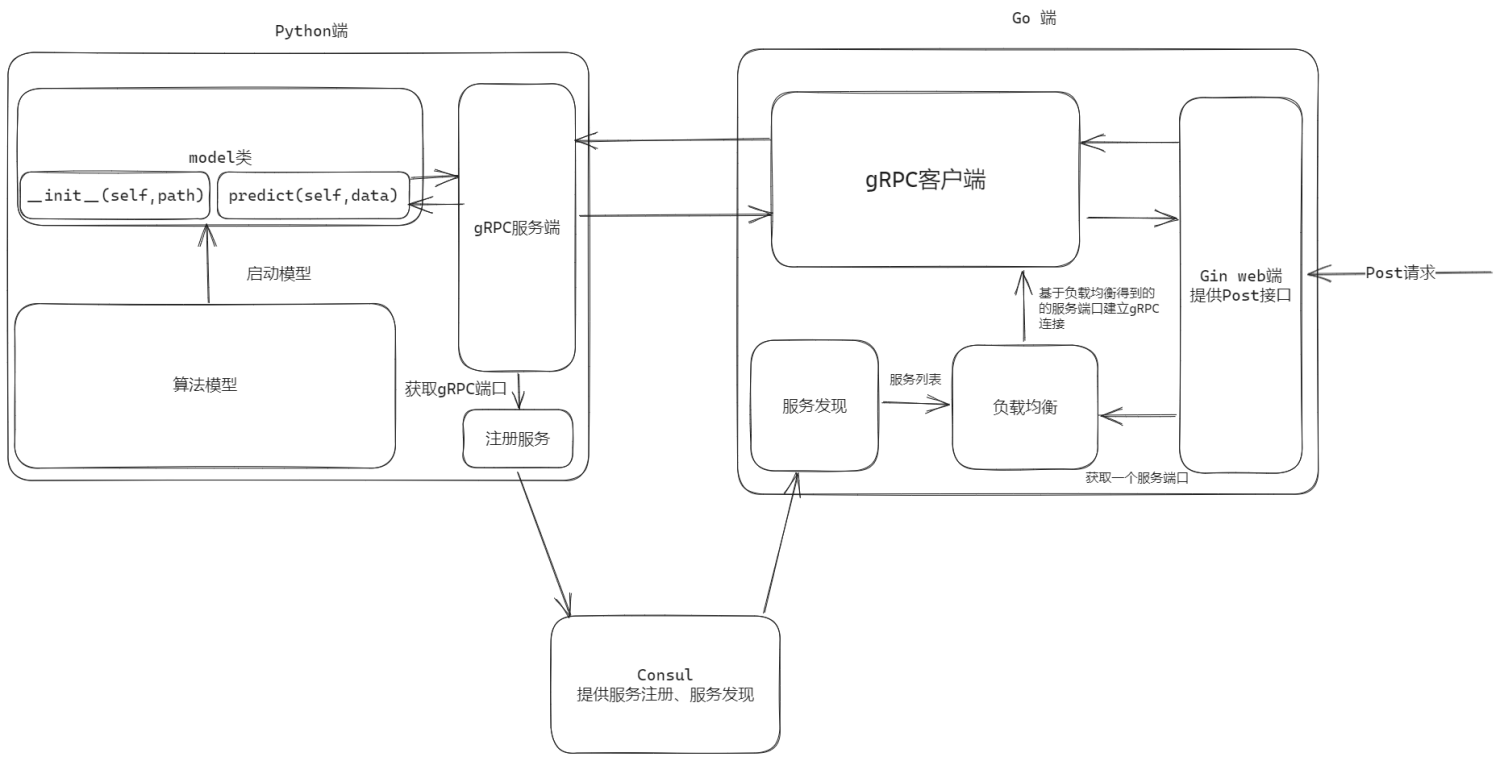 Python端
Go 端
model类
__init__(self,path)
predict(self,data)
gRPC服务端
启动模型
算法模型
获取gRPC端口
注册服务
gRPC客户端
Gin web端
提供Post接口
Post请求
基于负载均衡得到的
的服务端口建立gRPC
连接
服务发现
服务列表
负载均衡
获取一个服务端口
Consul
提供服务注册、服务发现